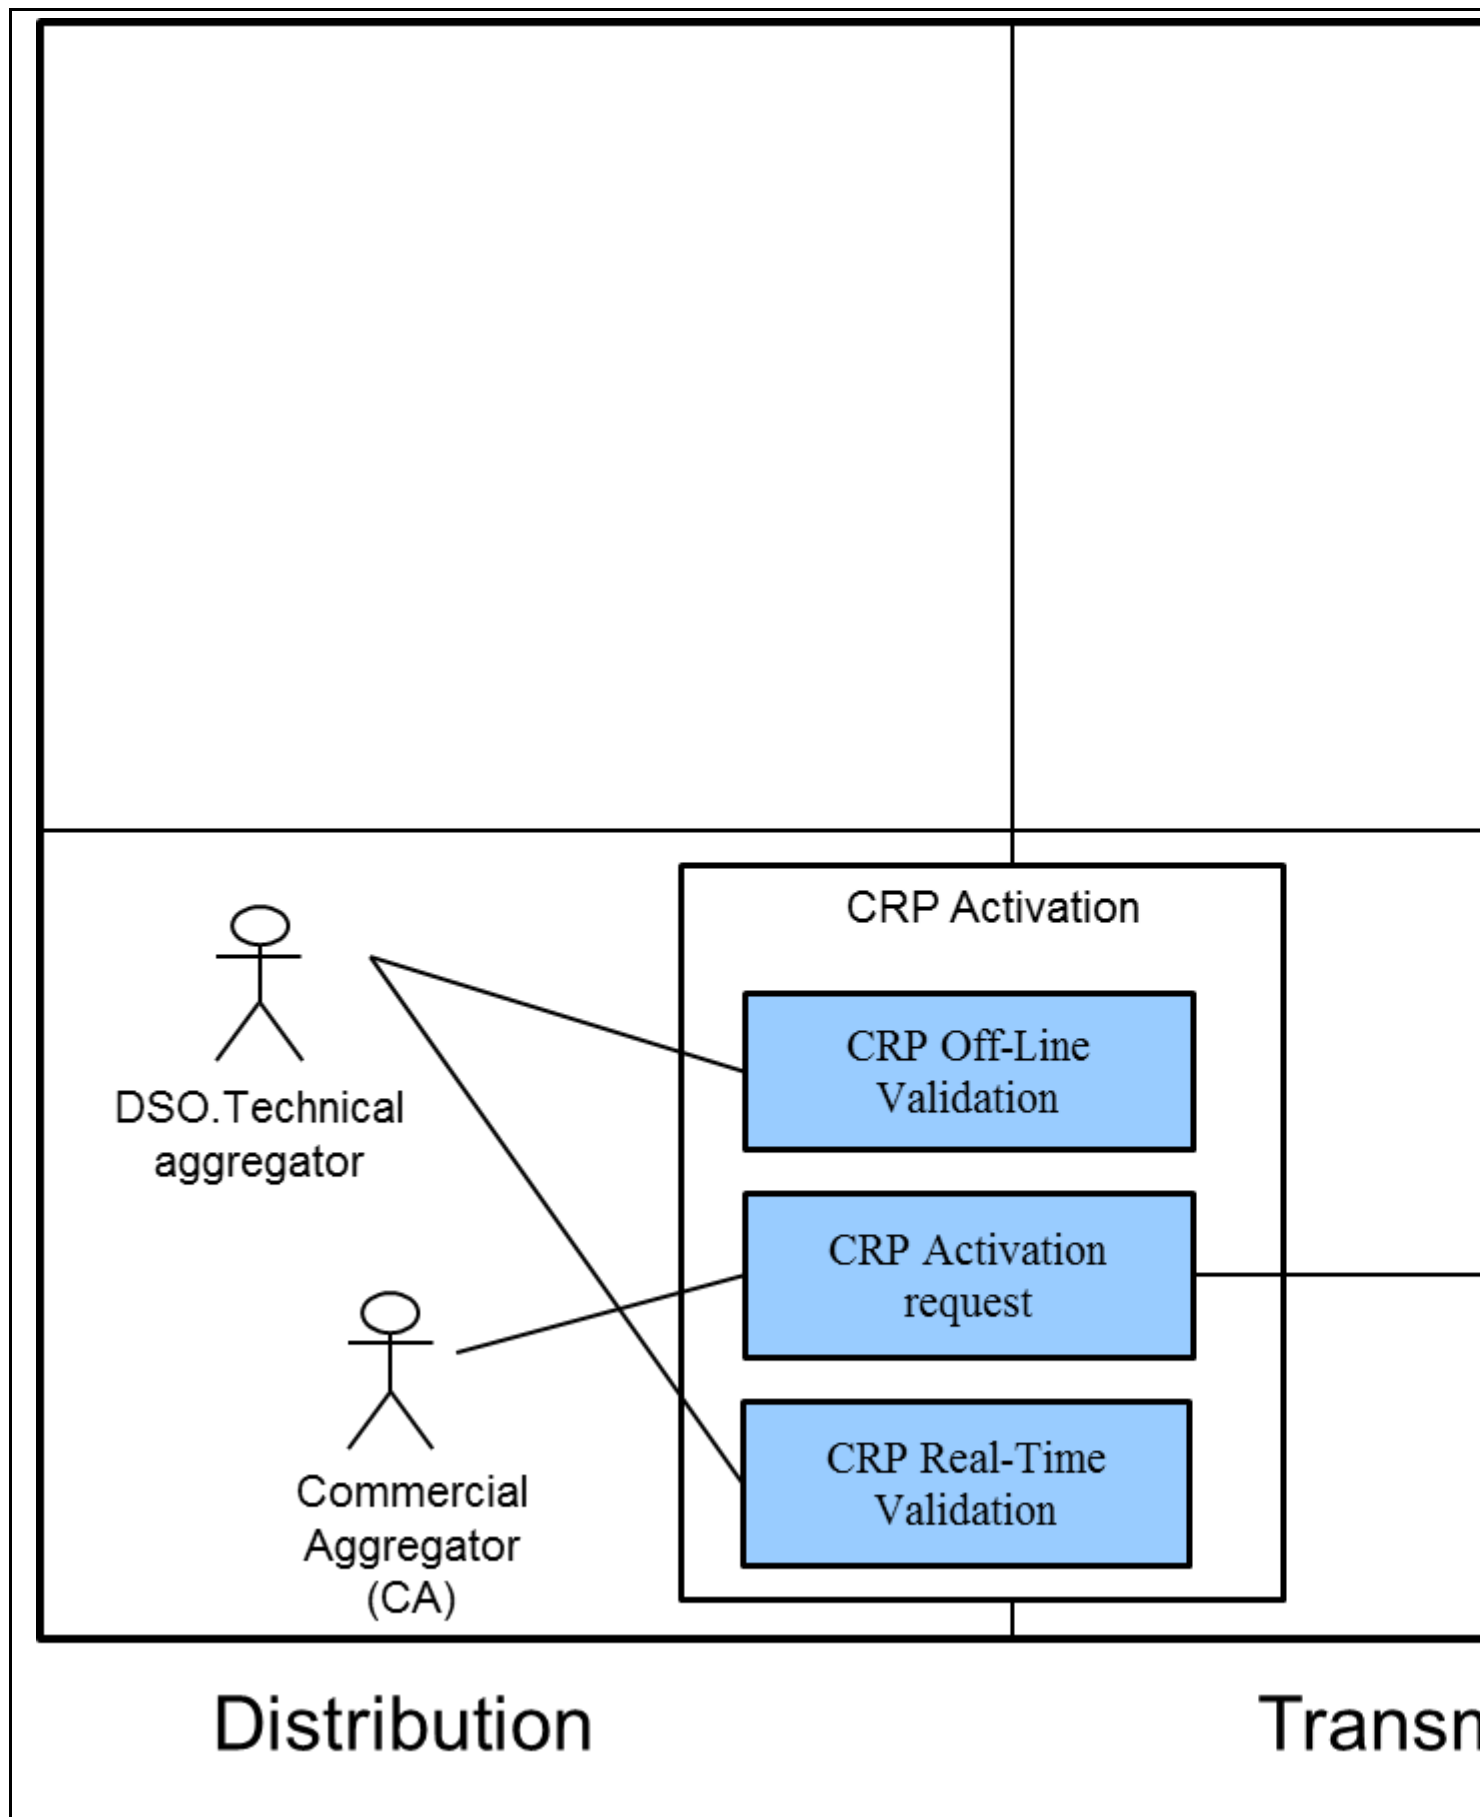 CRP Activation
CRP Off-Line
Validation
DSO.Technical
aggregator
CRP Activation
request
CRP Real-Time
Validation
Commercial
Aggregator
(CA)
Distribution